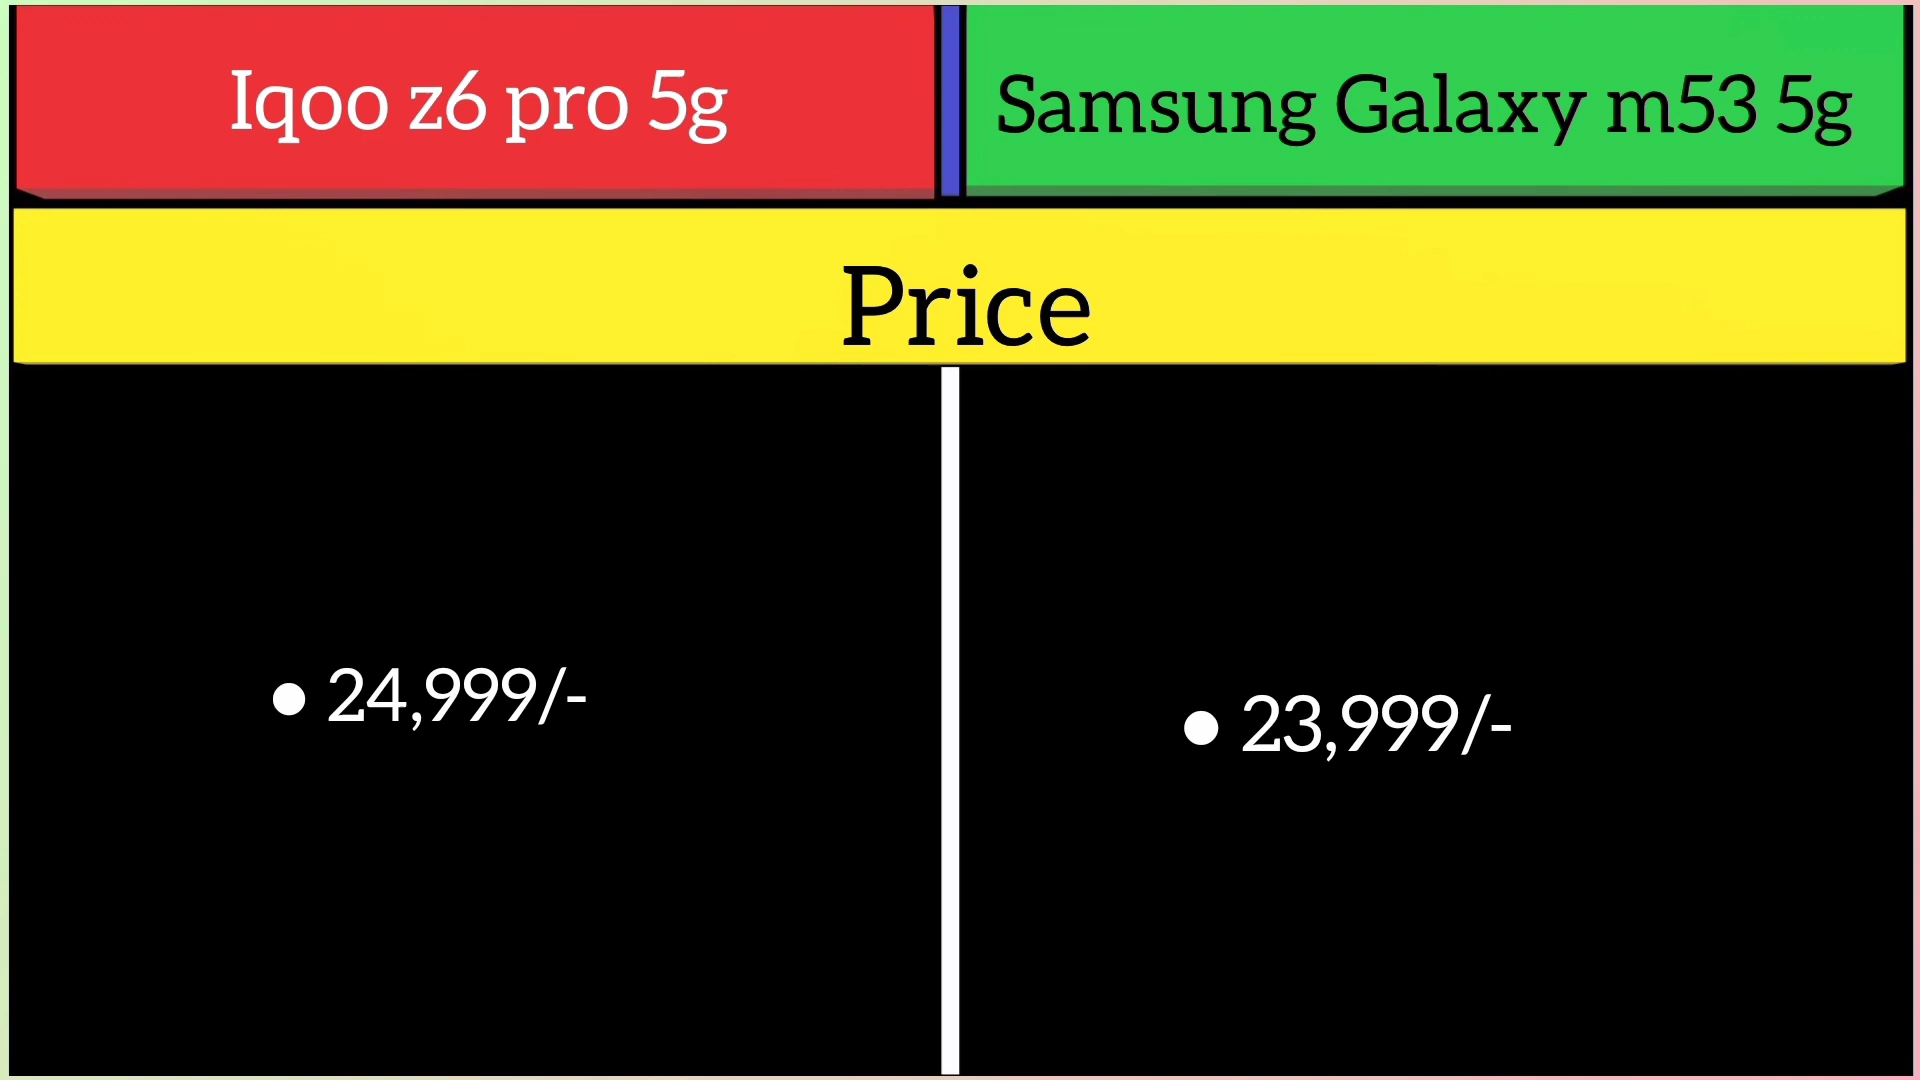 Iqoo z6 pro 5g
Samsung Galaxy m53 5g
Price
● 24,999/-
● 23,999/-